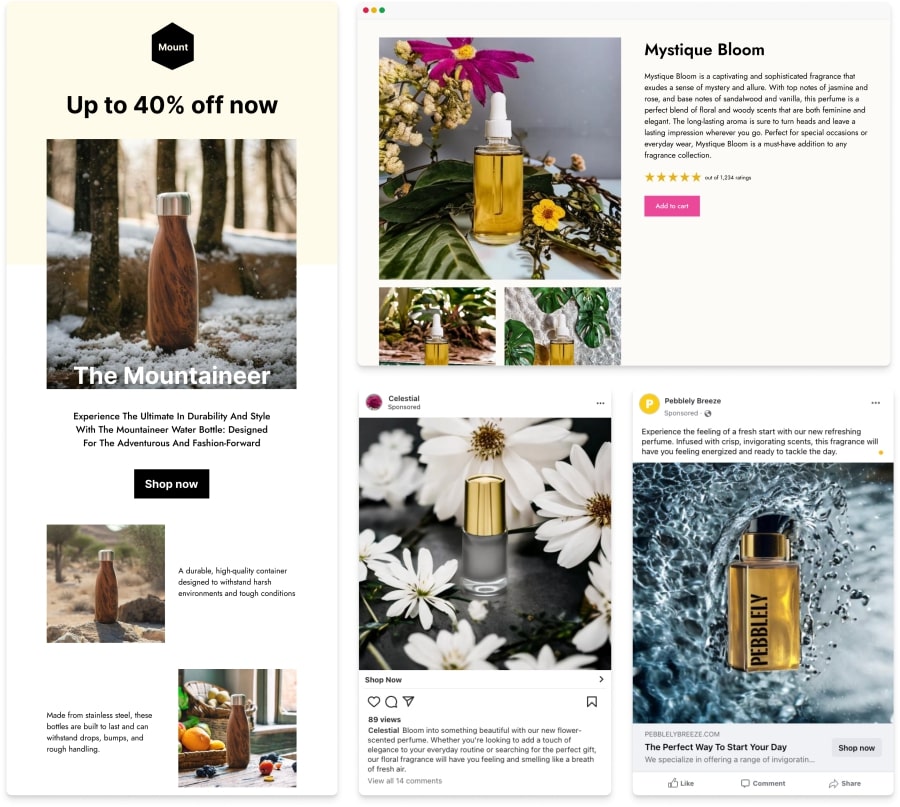 Mount
Up to 40% off now
The Mountaineer
Experience The Ultimate In Durability And Style
With The Mountaineer Water Bottle: Designed
For The Adventurous And Fashion-Forward
Shop now
A durable, high-quality container
designed to withstand harsh
environments and tough conditions
Made from stainless steel, these
bottles are built to last and can
withstand drops, bumps, and
rough handling.
Mystique Bloom
Mystique Bloom is a captivating and sophisticated fragrance that
exudes a sense of mystery and allure. With top notes of jasmine and
rose, and base notes of sandalwood and vanilla, this perfume is a
perfect blend of floral and woody scents that are both feminine and
elegant. The long-lasting aroma is sure to turn heads and leave a
lasting impression wherever you go. Perfect for special occasions or
everyday wear, Mystique Bloom is a must-have addition to any
fragrance collection.
out of 1,234 ratings
Add to cart
Celestial
Sponsored
Shop Now
89 views
Celestial Bloom into something beautiful with our new flower-
scented perfume. Whether you're looking to add a touch of
elegance to your everyday routine or searching for the perfect gift,
our floral fragrance will have you feeling and smelling like a breath
of fresh air.
View all 14 comments
P
Pebblely Breeze
Sponsored ·
Experience the feeling of a fresh start with our new refreshing
perfume. Infused with crisp, invigorating scents, this fragrance will
have you feeling energized and ready to tackle the day.
PEBBLELY
PEBBLELYBREEZE.COM
The Perfect Way To Start Your Day
We specialize in offering a range of invigoratin...
Shop now
Like
Comment
Share